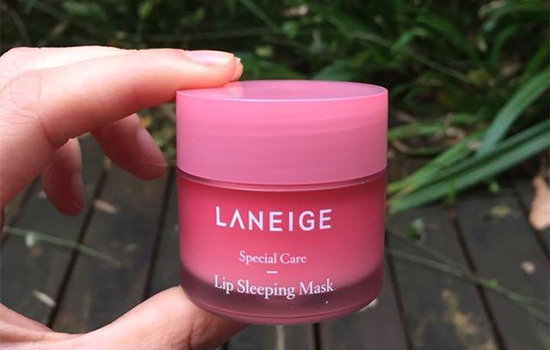 LANEIGE
Special Care
Lip Sleeping Mask